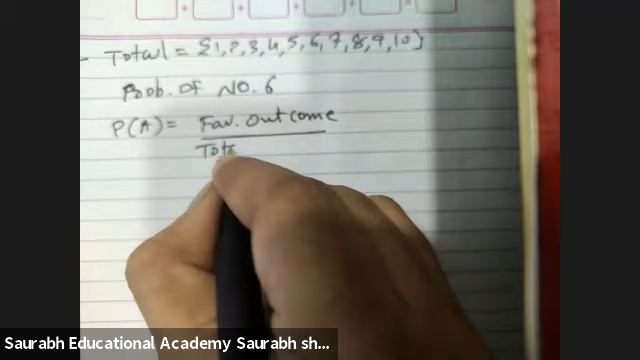 Total = {1,2,3,4,5,6,7,8,9,10}
Prob. of No. 6
P(A) = Fav. Outcome
Tot
Saurabh Educational Academy Saurabh sh...